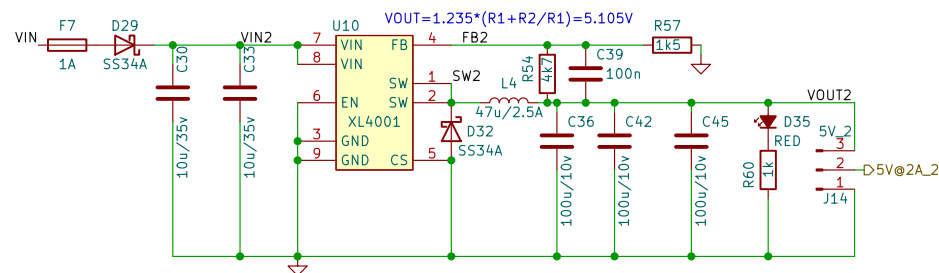 VOUT=1.235*(R1+R2/R1)=5.105V
VIN
F7
1A
D29
SS34A
C30
10u/35v
VIN2
C33
10u/35v
U10
7
VIN
8
VIN
6
EN
XL4001
3
GND
9
GND
FB
4
SW
1
SW
2
CS
5
FB2
SW2
D32
SS34A
L4
47u/2.5A
R54
4k7
C39
100n
R57
1k5
C36
100u/10v
C42
100u/10v
C45
100u/10v
D35
RED
R60
1k
VOUT2
5V_2
3
2
1
J14
5V@2A_2